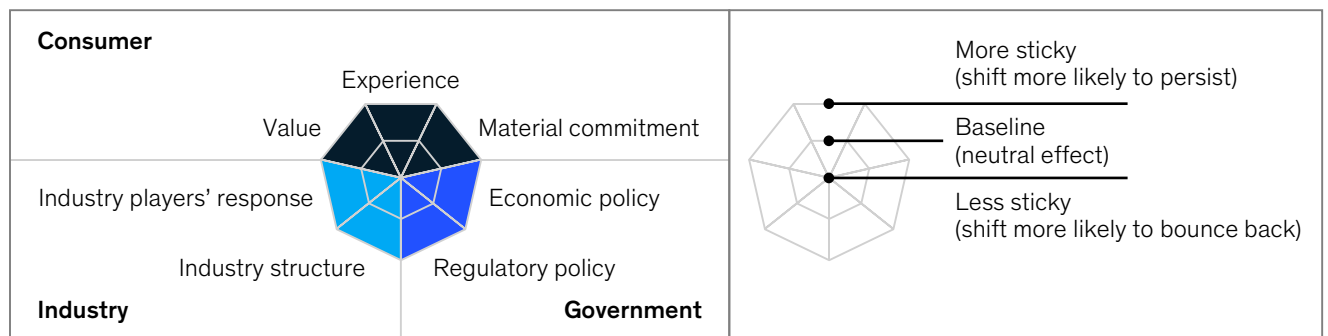 Consumer
Experience
Value
Material commitment
Industry players’ response
Economic policy
Industry structure
Regulatory policy
Industry
Government
More sticky
(shift more likely to persist)
Baseline
(neutral effect)
Less sticky
(shift more likely to bounce back)